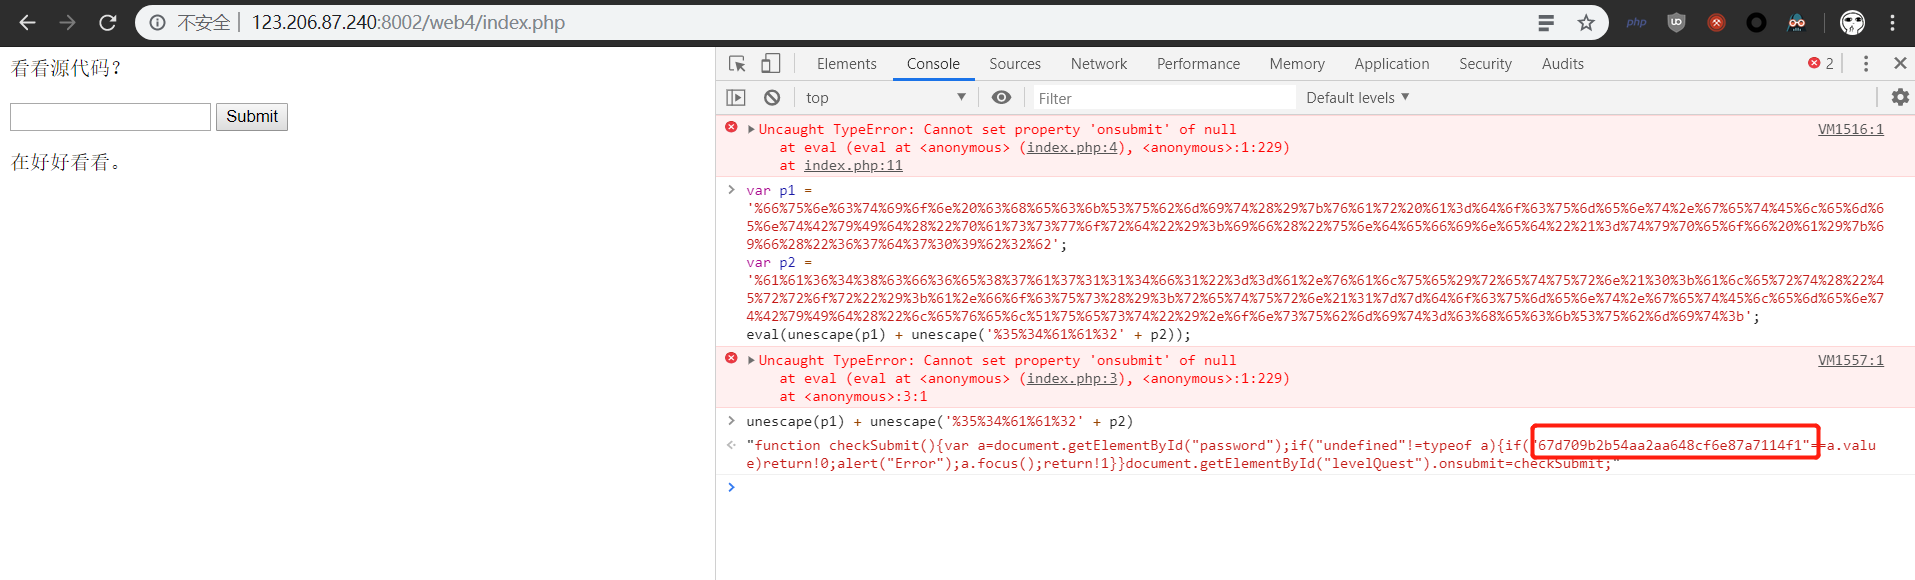 不安全 | 123.206.87.240:8002/web4/index.php
php
看看源代码？
Submit
在好好看看。
Elements Console Sources Network Performance Memory Application Security Audits 2
top Filter Default levels
Uncaught TypeError: Cannot set property 'onsubmit' of null VM1516:1
at eval (eval at <anonymous> (index.php:4), <anonymous>:1:229)
at index.php:11
var p1 =
'%66%75%6e%63%74%69%6f%6e%20%63%68%65%63%6b%53%75%62%6d%69%74%28%29%7b%76%61%72%20%61%3d%64%6f%63%75%6d%65%6e%74%2e%67%65%74%45%6c%65%6d%65
5%6e%74%42%79%49%64%28%22%70%61%73%73%77%6f%72%64%22%29%3b%69%66%28%22%75%6e%64%65%66%69%6e%65%64%22%21%3d%74%79%70%65%6f%66%20%61%29%7b%6
9%66%28%22%36%37%64%37%30%39%62%32%62';
var p2 =
'%61%61%36%34%38%63%66%36%65%38%37%61%37%31%31%34%66%31%22%3d%3d%61%2e%76%61%6c%75%65%29%72%65%74%75%72%6e%21%30%3b%61%6c%65%72%74%28%22%4
5%72%72%6f%72%22%29%3b%61%2e%66%6f%63%75%73%28%29%3b%72%65%74%75%72%6e%21%31%7d%7d%64%6f%63%75%6d%65%6e%74%2e%67%65%74%45%6c%65%6d%65%6e%7
4%42%79%49%64%28%22%6c%65%76%65%6c%51%75%65%73%74%22%29%2e%6f%6e%73%75%62%6d%69%74%3d%63%68%65%63%6b%53%75%62%6d%69%74%3b';
eval(unescape(p1) + unescape('%35%34%61%61%32' + p2));
Uncaught TypeError: Cannot set property 'onsubmit' of null VM1557:1
at eval (eval at <anonymous> (index.php:3), <anonymous>:1:229)
at <anonymous>:3:1
unescape(p1) + unescape('%35%34%61%61%32' + p2)
"function checkSubmit(){var a=document.getElementById("password");if("undefined"!=typeof a){if("67d709b2b54aa2aa648cf6e87a7114f1"==a.valu
e)return!0;alert("Error");a.focus();return!1}}document.getElementById("levelQuest").onsubmit=checkSubmit;"